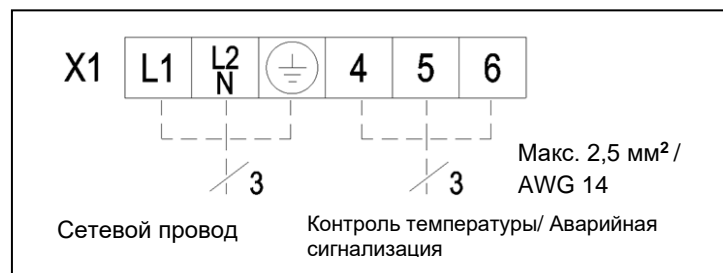 X1 L1 L2 N 4 5 6
3 3
Макс. 2,5 мм² /
AWG 14
Сетевой провод
Контроль температуры/ Аварийная
сигнализация